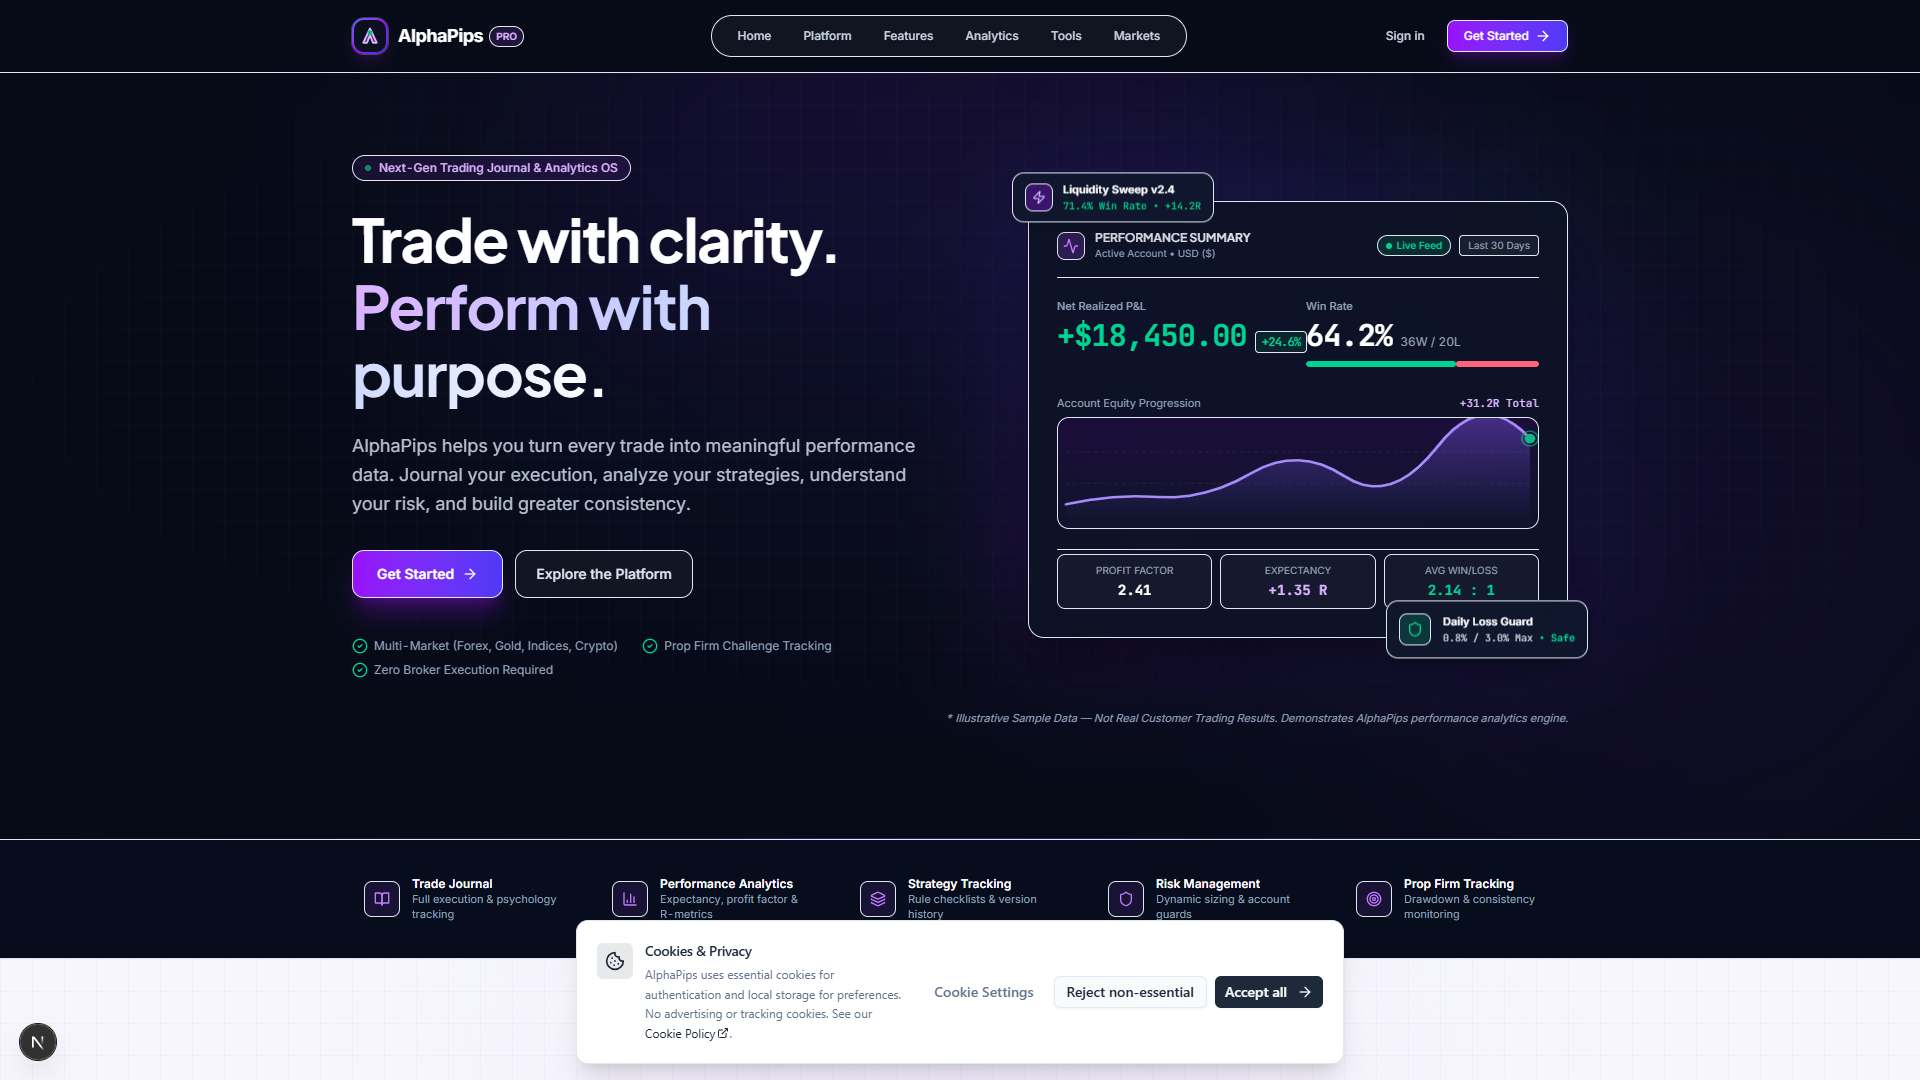 AlphaPips PRO
Home Platform Features Analytics Tools Markets
Sign in
Get Started
Next-Gen Trading Journal & Analytics OS
Trade with clarity.
Perform with
purpose.
AlphaPips helps you turn every trade into meaningful performance
data. Journal your execution, analyze your strategies, understand
your risk, and build greater consistency.
Get Started
Explore the Platform
Multi-Market (Forex, Gold, Indices, Crypto)
Prop Firm Challenge Tracking
Zero Broker Execution Required
Liquidity Sweep v2.4
71.4% Win Rate • +14.2R
PERFORMANCE SUMMARY
Active Account • USD ($)
Live Feed
Last 30 Days
Net Realized P&L
+$18,450.00 +24.6%
Win Rate
64.2% 36W / 20L
Account Equity Progression
+31.2R Total
PROFIT FACTOR
2.41
EXPECTANCY
+1.35 R
AVG WIN/LOSS
2.14 : 1
Daily Loss Guard
0.8% / 3.0% Max • Safe
* Illustrative Sample Data — Not Real Customer Trading Results. Demonstrates AlphaPips performance analytics engine.
Trade Journal
Full execution & psychology
tracking
Performance Analytics
Expectancy, profit factor &
R-metrics
Strategy Tracking
Rule checklists & version
history
Risk Management
Dynamic sizing & account
guards
Prop Firm Tracking
Drawdown & consistency
monitoring
Cookies & Privacy
AlphaPips uses essential cookies for
authentication and local storage for preferences.
No advertising or tracking cookies. See our
Cookie Policy.
Cookie Settings
Reject non-essential
Accept all
N